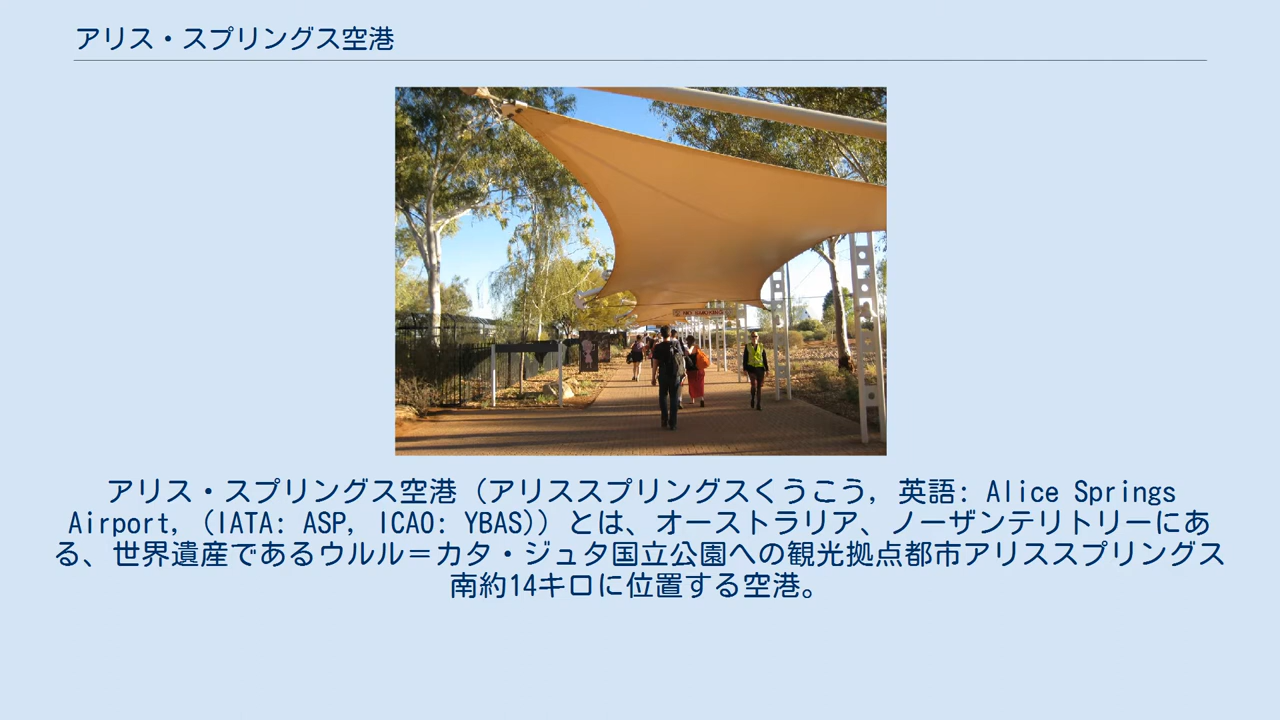 アリス・スプリングス空港
アリス・スプリングス空港（アリススプリングスくうこう, 英語: Alice Springs
Airport, (IATA: ASP, ICAO: YBAS)）とは、オーストラリア、ノーザンテリトリーにあ
る、世界遺産であるウルル＝カタ・ジュタ国立公園への観光拠点都市アリススプリングス
南約14キロに位置する空港。